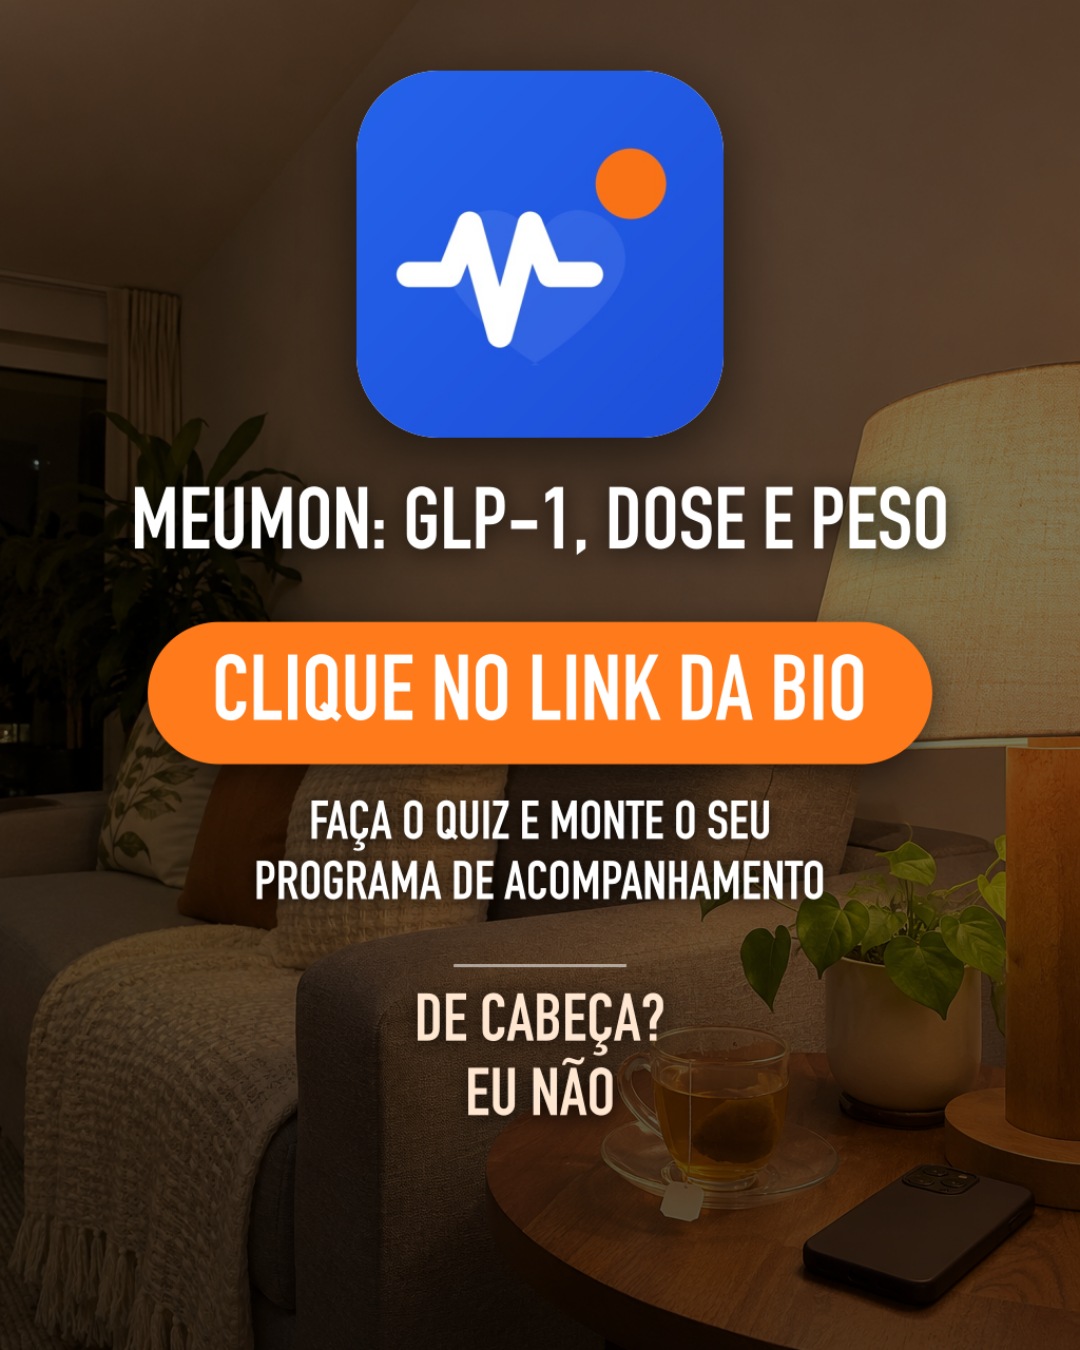 MEUMON: GLP-1, DOSE E PESO
CLIQUE NO LINK DA BIO
FAÇA O QUIZ E MONTE O SEU
PROGRAMA DE ACOMPANHAMENTO
DE CABEÇA?
EU NÃO